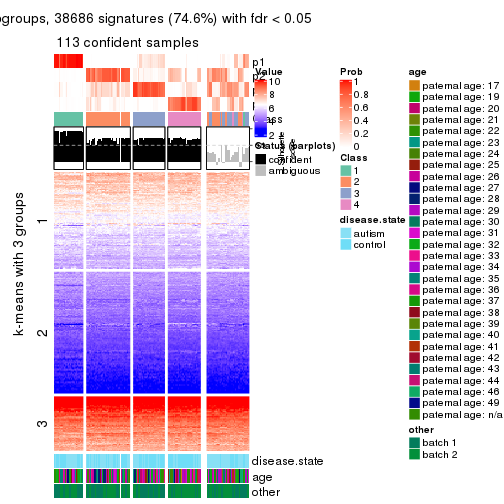 ogroups, 38686 signatures (74.6%) with fdr < 0.05
113 confident samples
p1
p2
k-means with 3 groups
1
2
3
disease.state
age
other
Value
10
8
6
2
Status (barplots)
confident
ambiguous
Prob
1
0.8
0.6
0.4
0.2
0
Class
1
2
3
4
disease.state
autism
control
age
paternal age: 17
paternal age: 19
paternal age: 20
paternal age: 21
paternal age: 22
paternal age: 23
paternal age: 24
paternal age: 25
paternal age: 26
paternal age: 27
paternal age: 28
paternal age: 29
paternal age: 30
paternal age: 31
paternal age: 32
paternal age: 33
paternal age: 34
paternal age: 35
paternal age: 36
paternal age: 37
paternal age: 38
paternal age: 39
paternal age: 40
paternal age: 41
paternal age: 42
paternal age: 43
paternal age: 44
paternal age: 46
paternal age: 49
paternal age: n/a
other
batch 1
batch 2